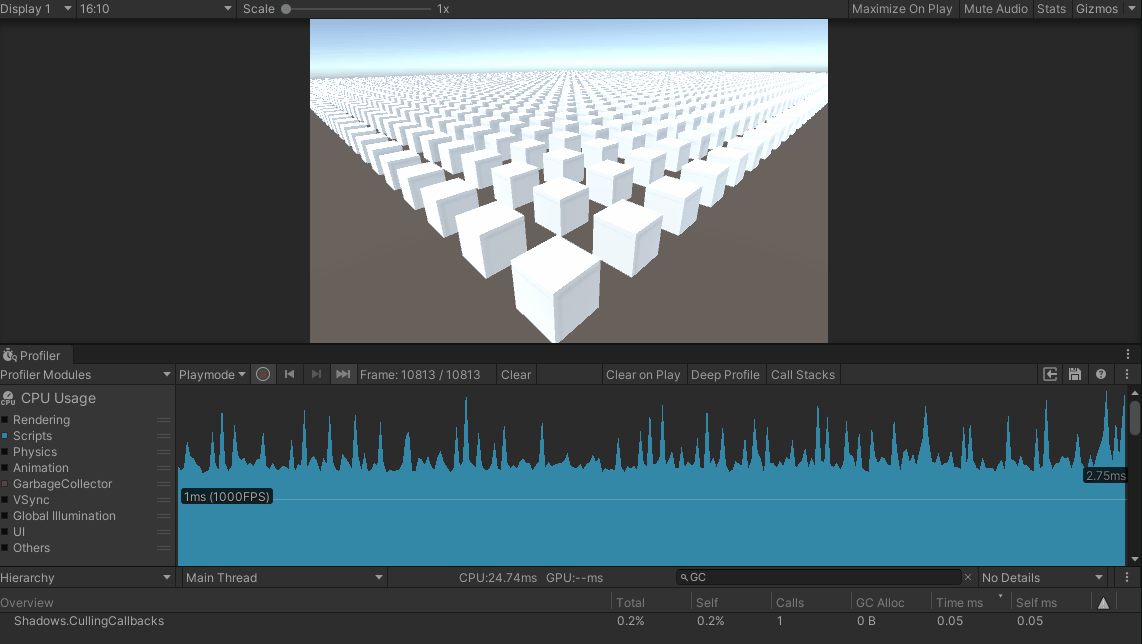 Display 1 16:10 Scale 1x Maximize On Play Mute Audio Stats Gizmos
Profiler
Profiler Modules Playmode Frame: 10813 / 10813 Clear Clear on Play Deep Profile Call Stacks
CPU CPU Usage
Rendering
Scripts
Physics
Animation
GarbageCollector
VSync
Global Illumination
UI
Others
2.75ms
1ms (1000FPS)
Hierarchy Main Thread CPU:24.74ms GPU:--ms GC No Details
Overview Total Self Calls GC Alloc Time ms Self ms
Shadows.CullingCallbacks 0.2% 0.2% 1 0 B 0.05 0.05